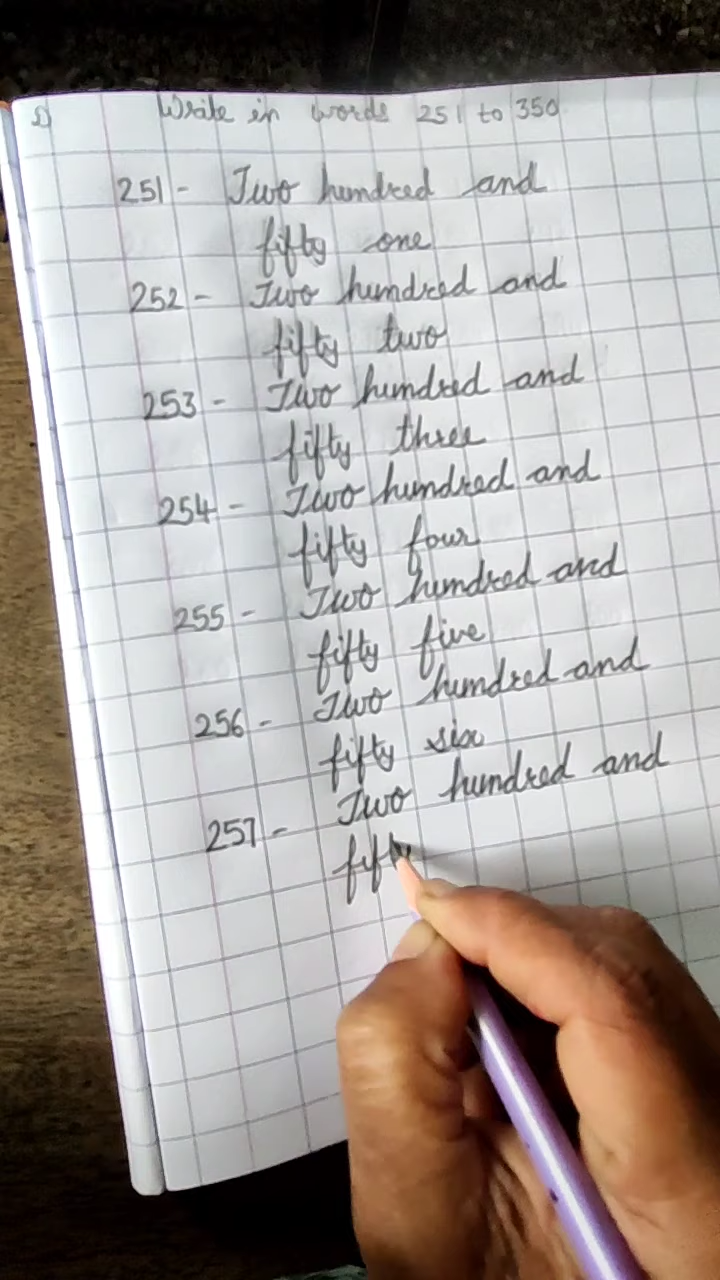 1) Write in words 251 to 350
251 - Two hundred and
fifty one
252 - Two hundred and
fifty two
253 - Two hundred and
fifty three
254 - Two hundred and
fifty four
255 - Two hundred and
fifty five
256 - Two hundred and
fifty six
257 - Two hundred and
fift